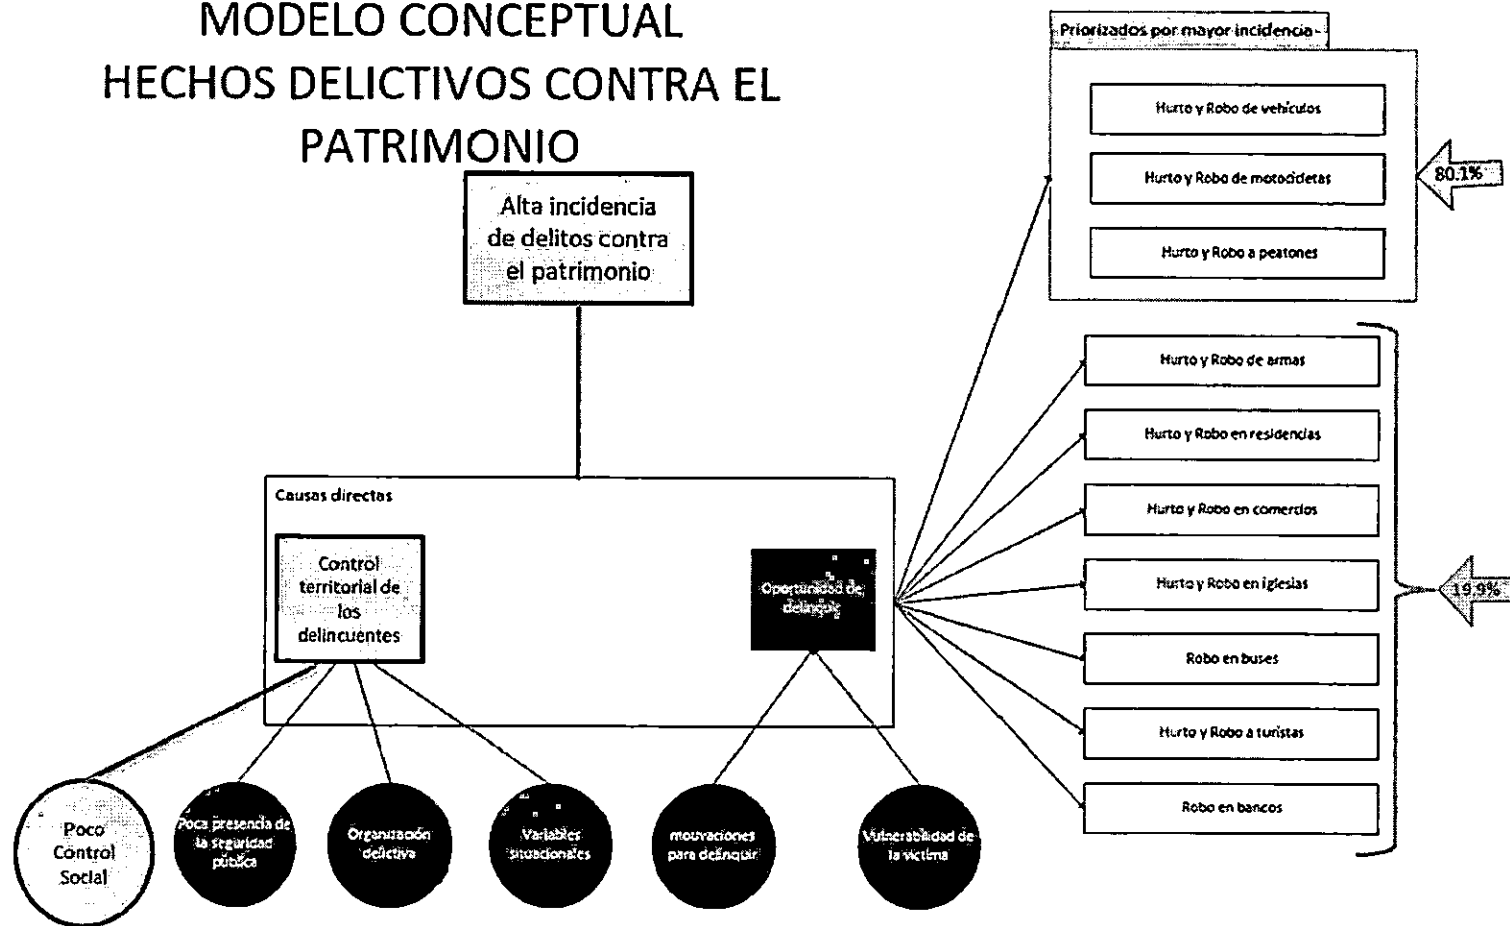 MODELO CONCEPTUAL
HECHOS DELICTIVOS CONTRA EL
PATRIMONIO
Alta incidencia
de delitos contra
el patrimonio
Causas directas
Control
territorial de
los
delincuentes
Oportunidad de
delinquir
Poco
Control
Social
Poca presencia de
la seguridad
pública
Organización
delictiva
Variables
situacionales
motivaciones
para delinquir
Vulnerabilidad de
la víctima
Priorizados por mayor incidencia
Hurto y Robo de vehículos
Hurto y Robo de motocicletas
Hurto y Robo a peatones
80.1%
Hurto y Robo de armas
Hurto y Robo en residencias
Hurto y Robo en comercios
Hurto y Robo en iglesias
Robo en buses
Hurto y Robo a turistas
Robo en bancos
19.9%